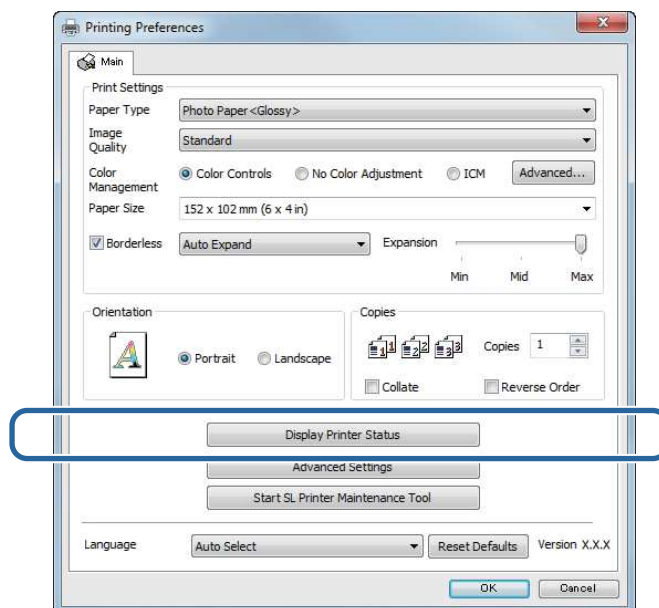 Printing Preferences
Main
Print Settings
Paper Type Photo Paper<Glossy>
Image Quality Standard
Color Management Color Controls No Color Adjustment ICM Advanced...
Paper Size 152 x 102 mm (6 x 4 in)
Borderless Auto Expand Expansion
Min Mid Max
Orientation Copies
A 1 1 2 2 3 3 Copies 1
Portrait Landscape
Collate Reverse Order
Display Printer Status
Advanced Settings
Start SL Printer Maintenance Tool
Language Auto Select Reset Defaults Version X.X.X
OK Cancel